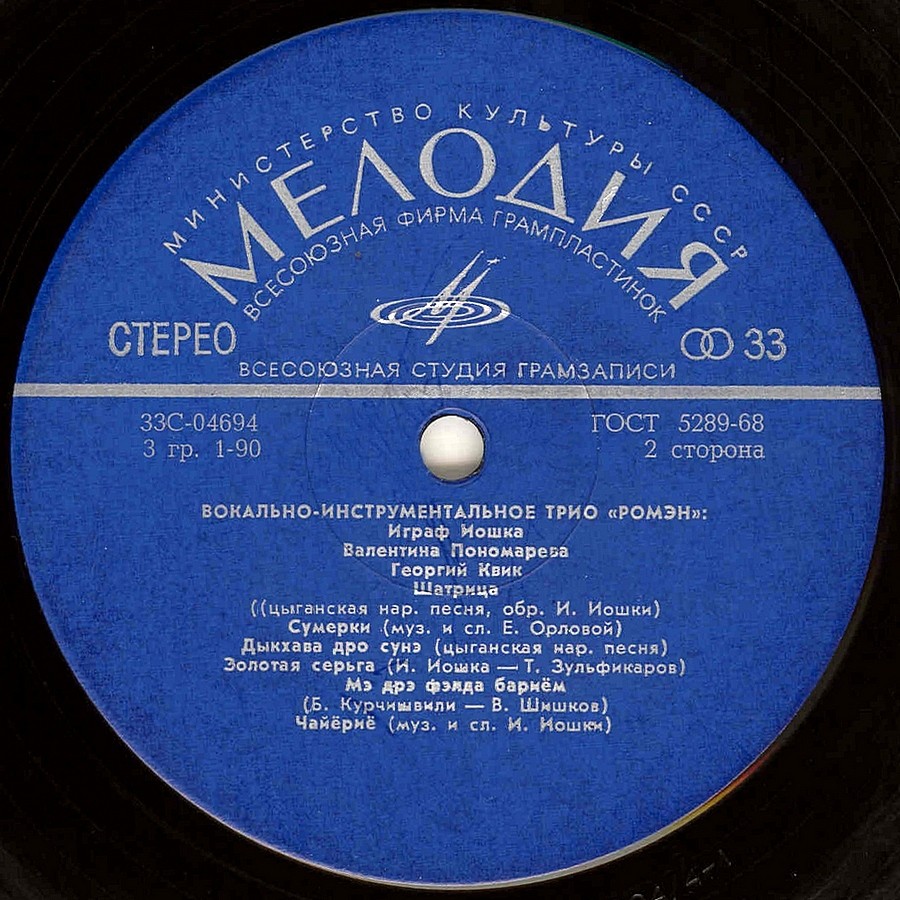 МИНИСТЕРСТВО КУЛЬТУРЫ СССР
МЕЛОДИЯ
ВСЕСОЮЗНАЯ ФИРМА ГРАМПЛАСТИНОК
СТЕРЕО
33
ВСЕСОЮЗНАЯ СТУДИЯ ГРАМЗАПИСИ
33С-04694
ГОСТ 5289-68
3 гр. 1-90
2 сторона
ВОКАЛЬНО-ИНСТРУМЕНТАЛЬНОЕ ТРИО «РОМЭН»:
Играф Иошка
Валентина Пономарева
Георгий Квик
Шатрица
((цыганская нар. песня, обр. И. Иошки)
Сумерки (муз. и сл. Е. Орловой)
Дыкхава дро сунэ (цыганская нар. песня)
Золотая серьга (И. Иошка — Т. Зульфикаров)
Мэ дрэ фэлда бариём
(Б. Курчишвили — В. Шишков)
Чайёриё (муз. и сл. И. Иошки)